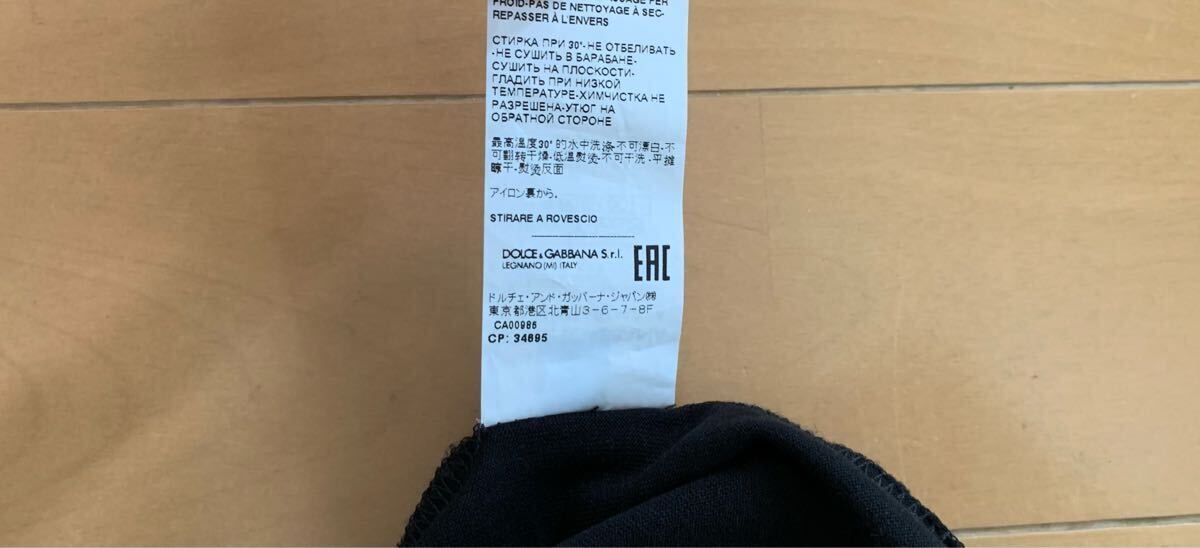 FROID-PAS DE NETTOYAGE À SEC-
REPASSER À L'ENVERS
СТИРКА ПРИ 30°-НЕ ОТБЕЛИВАТЬ
-НЕ СУШИТЬ В БАРАБАНЕ-
СУШИТЬ НА ПЛОСКОСТИ-
ГЛАДИТЬ ПРИ НИЗКОЙ
ТЕМПЕРАТУРЕ-ХИМЧИСТКА НЕ
РАЗРЕШЕНА-УТЮГ НА
ОБРАТНОЙ СТОРОНЕ
最高温度30°的水中洗涤-不可漂白-不
可翻转干燥-低温熨烫-不可干洗-平摊
晾干-熨烫反面
アイロン裏から。
STIRARE A ROVESCIO
DOLCE&GABBANA S.r.l.
LEGNANO (MI) ITALY
EAC
ドルチェ・アンド・ガッバーナ・ジャパン㈱
東京都港区北青山3-6-7-8F
CA00986
CP: 34895